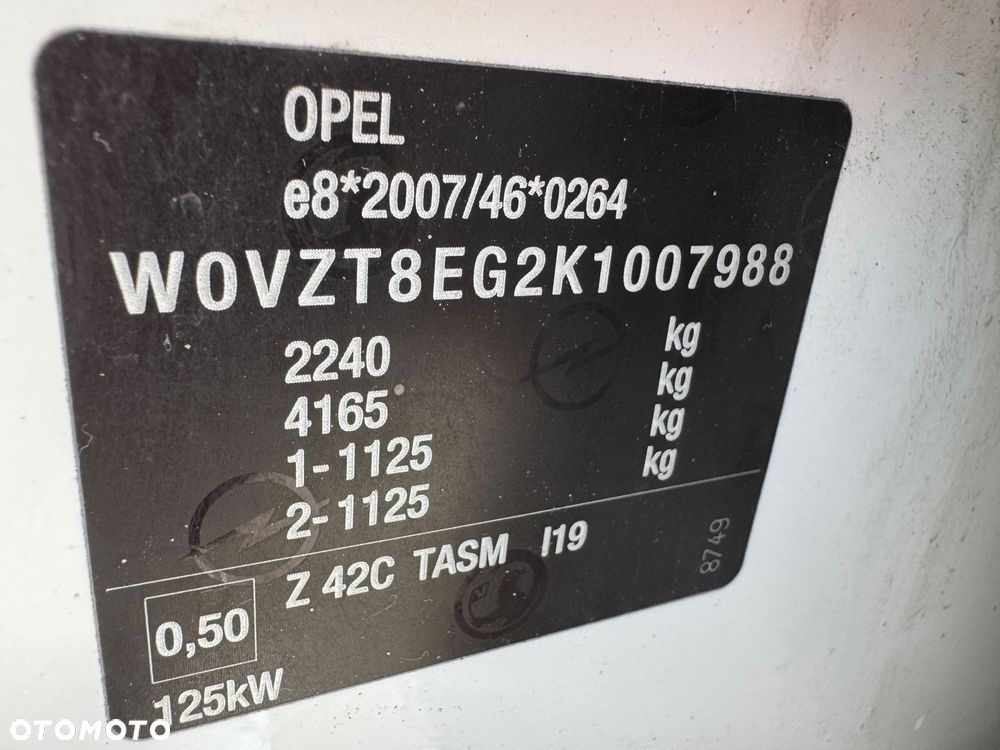 OPEL
e8*2007/46*0264
W0VZT8EG2K1007988
2240 kg
4165 kg
1-1125 kg
2-1125 kg
Z 42C TASM I19
8749
0,50
125kW
OTOMOTO